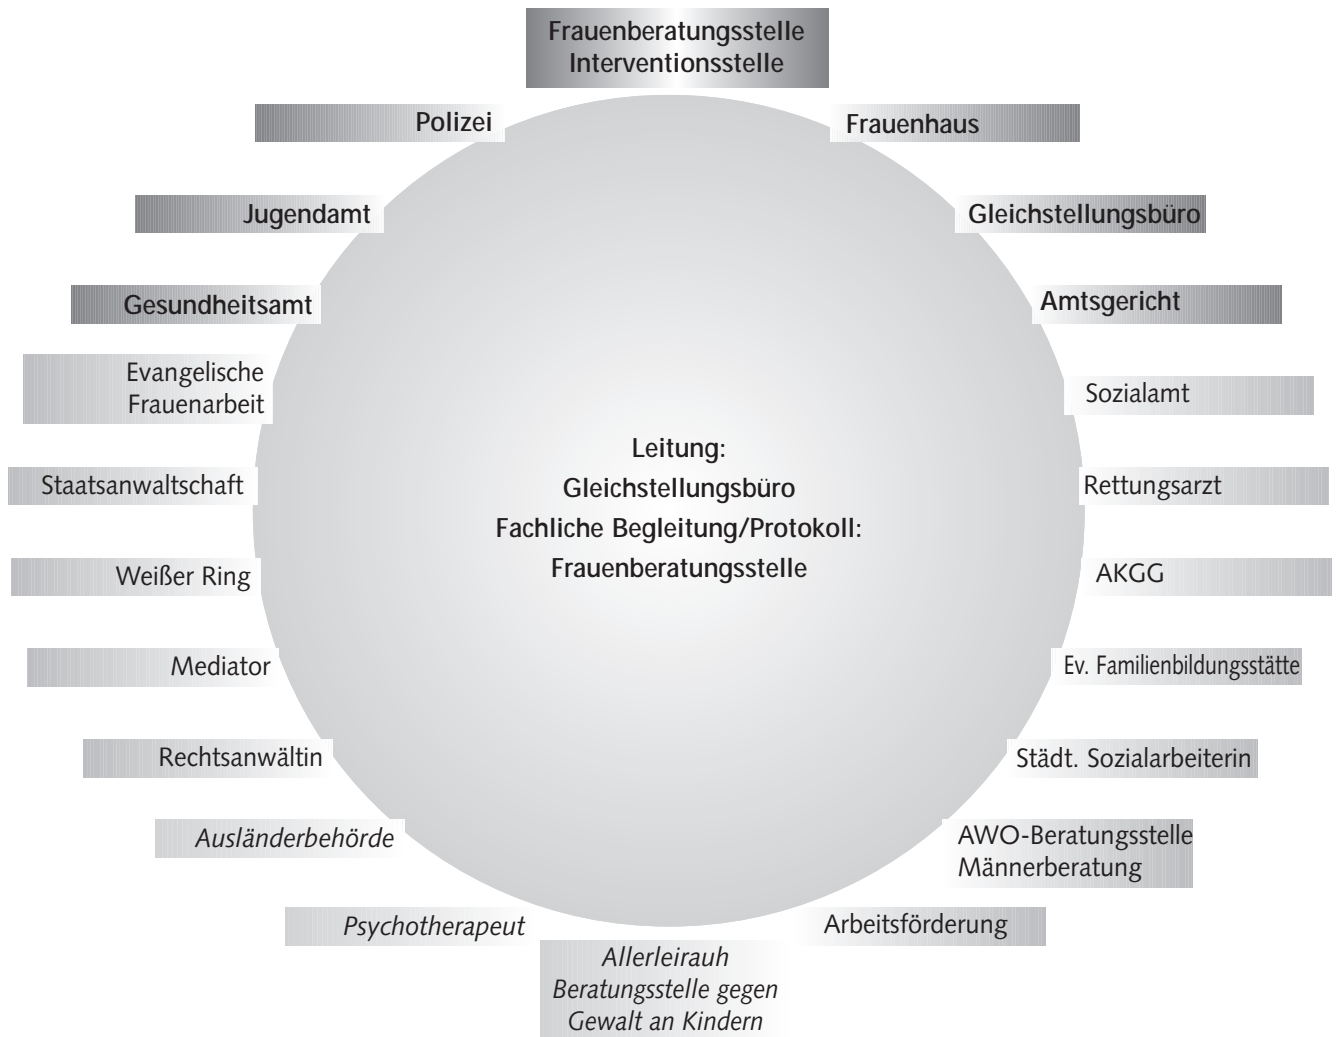 Frauenberatungsstelle
Interventionsstelle
Polizei
Frauenhaus
Jugendamt
Gleichstellungsbüro
Gesundheitsamt
Amtsgericht
Evangelische
Frauenarbeit
Sozialamt
Leitung:
Gleichstellungsbüro
Fachliche Begleitung/Protokoll:
Frauenberatungsstelle
Staatsanwaltschaft
Rettungsarzt
Weißer Ring
AKGG
Mediator
Ev. Familienbildungsstätte
Rechtsanwältin
Städt. Sozialarbeiterin
Ausländerbehörde
AWO-Beratungsstelle
Männerberatung
Psychotherapeut
Arbeitsförderung
Allerleirauh
Beratungsstelle gegen
Gewalt an Kindern